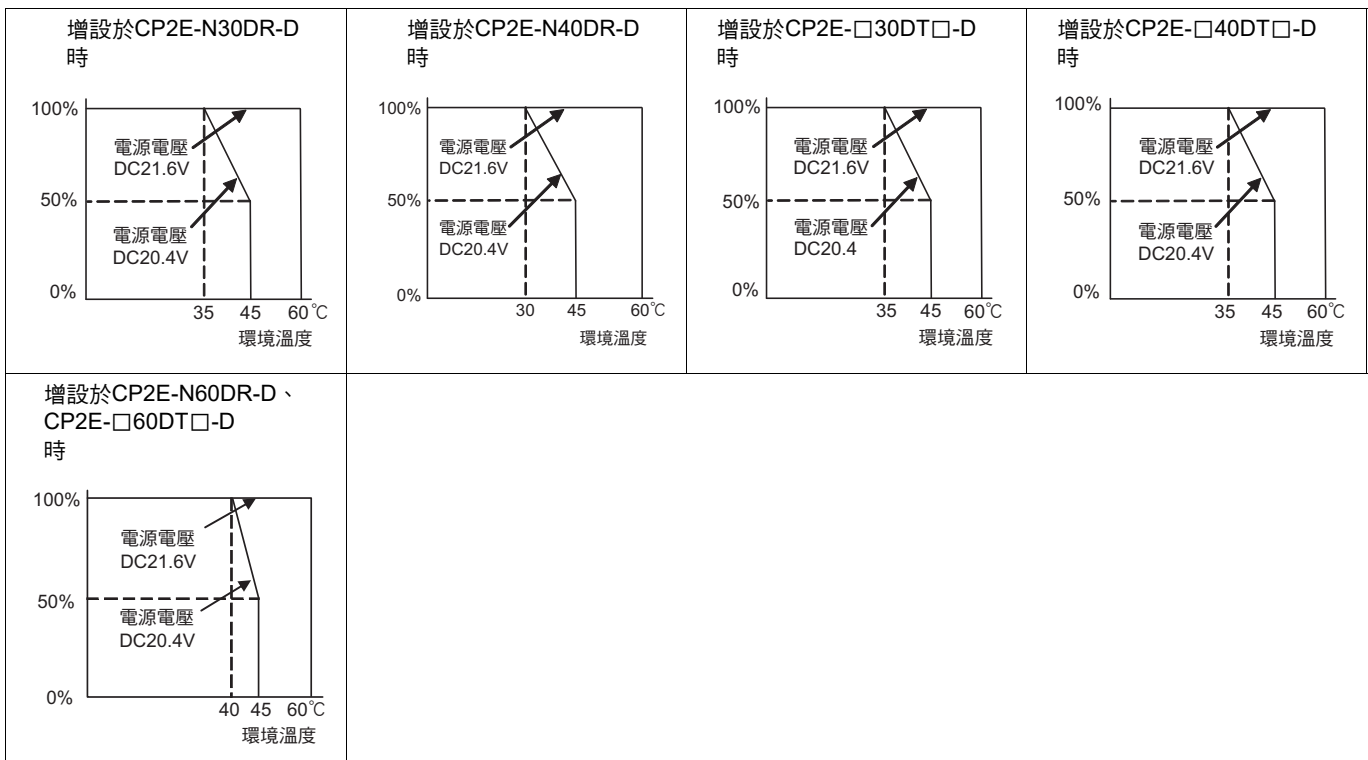 增設於CP2E-N30DR-D
時
100%
電源電壓
DC21.6V
50%
電源電壓
DC20.4V
0%
35 45 60℃
環境溫度
增設於CP2E-N40DR-D
時
100%
電源電壓
DC21.6V
50%
電源電壓
DC20.4V
0%
30 45 60℃
環境溫度
增設於CP2E-□30DT□-D
時
100%
電源電壓
DC21.6V
50%
電源電壓
DC20.4
0%
35 45 60℃
環境溫度
增設於CP2E-□40DT□-D
時
100%
電源電壓
DC21.6V
50%
電源電壓
DC20.4V
0%
35 45 60℃
環境溫度
增設於CP2E-N60DR-D、
CP2E-□60DT□-D
時
100%
電源電壓
DC21.6V
50%
電源電壓
DC20.4V
0%
40 45 60℃
環境溫度